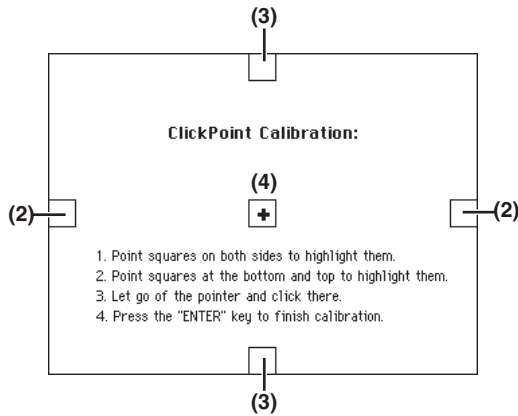 (3)
ClickPoint Calibration:
(4)
(2) (2)
1. Point squares on both sides to highlight them.
2. Point squares at the bottom and top to highlight them.
3. Let go of the pointer and click there.
4. Press the "ENTER" key to finish calibration.
(3)